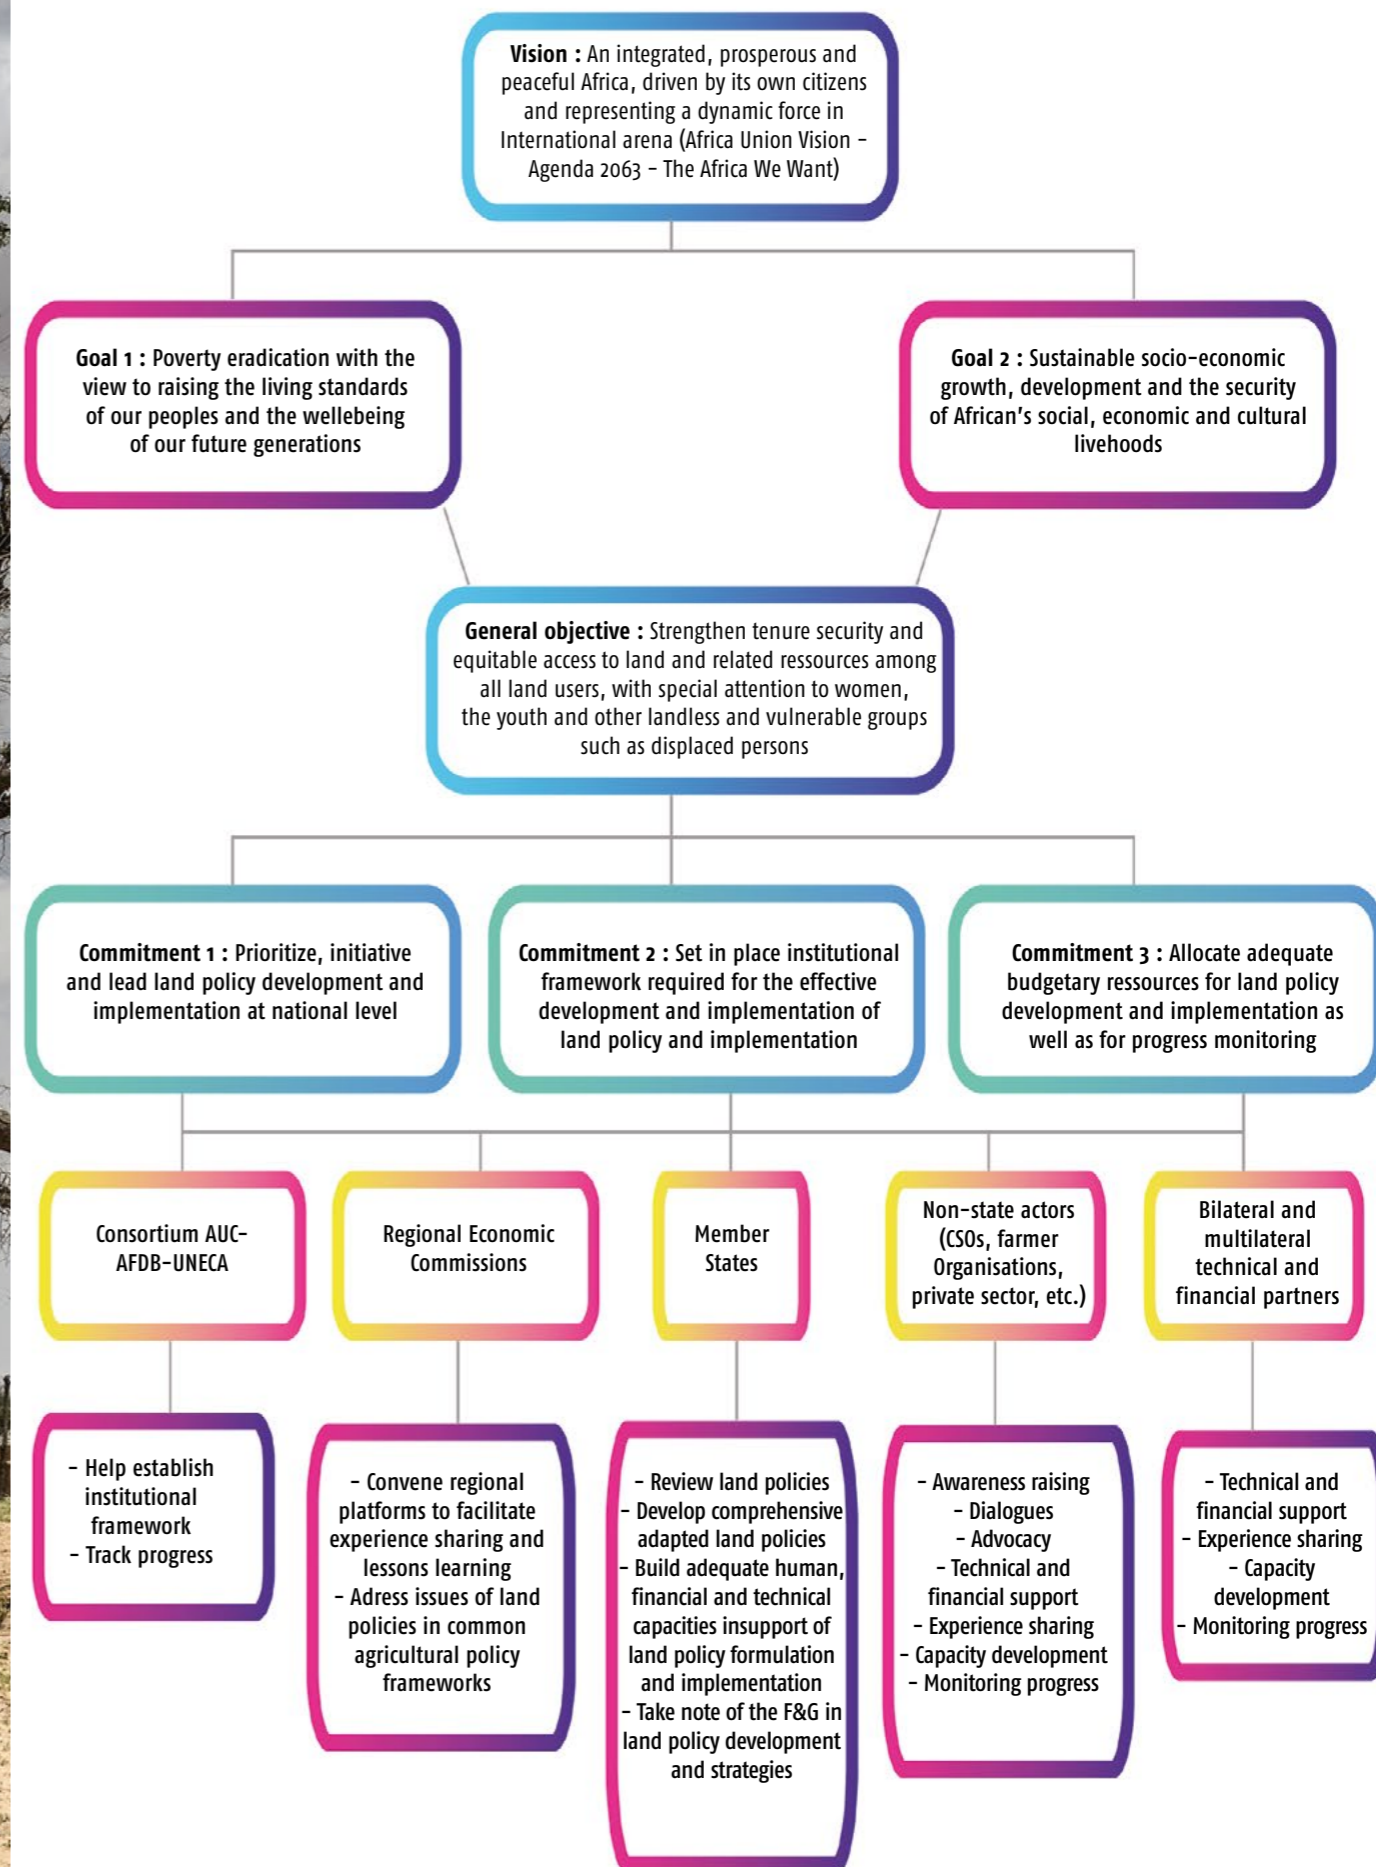 Vision : An integrated, prosperous and
peaceful Africa, driven by its own citizens
and representing a dynamic force in
International arena (Africa Union Vision –
Agenda 2063 – The Africa We Want)
Goal 1 : Poverty eradication with the
view to raising the living standards
of our peoples and the wellebeing
of our future generations
Goal 2 : Sustainable socio-economic
growth, development and the security
of African's social, economic and cultural
livehoods
General objective : Strengthen tenure security and
equitable access to land and related ressources among
all land users, with special attention to women,
the youth and other landless and vulnerable groups
such as displaced persons
Commitment 1 : Prioritize, initiative
and lead land policy development and
implementation at national level
Commitment 2 : Set in place institutional
framework required for the effective
development and implementation of
land policy and implementation
Commitment 3 : Allocate adequate
budgetary ressources for land policy
development and implementation as
well as for progress monitoring
Consortium AUC-
AFDB-UNECA
Regional Economic
Commissions
Member
States
Non-state actors
(CSOs, farmer
Organisations,
private sector, etc.)
Bilateral and
multilateral
technical and
financial partners
– Help establish
institutional
framework
– Track progress
– Convene regional
platforms to facilitate
experience sharing and
lessons learning
– Adress issues of land
policies in common
agricultural policy
frameworks
– Review land policies
– Develop comprehensive
adapted land policies
– Build adequate human,
financial and technical
capacities insupport of
land policy formulation
and implementation
– Take note of the F&G in
land policy development
and strategies
– Awareness raising
– Dialogues
– Advocacy
– Technical and
financial support
– Experience sharing
– Capacity development
– Monitoring progress
– Technical and
financial support
– Experience sharing
– Capacity
development
– Monitoring progress